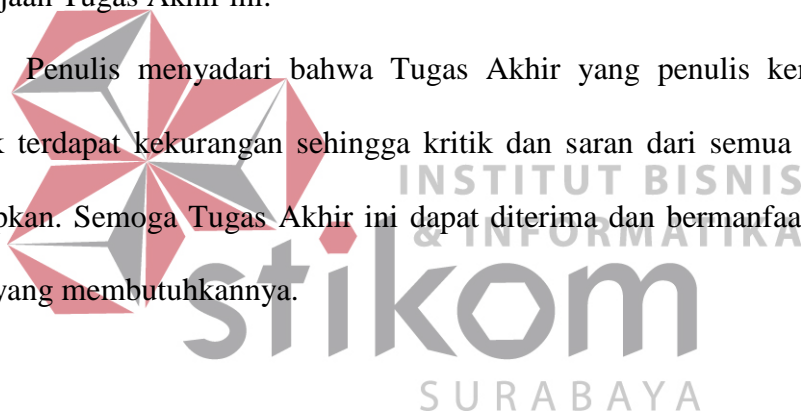 jaan Tugas Akhir ini.
Penulis menyadari bahwa Tugas Akhir yang penulis ker
k terdapat kekurangan sehingga kritik dan saran dari semua
INSTITUT BISNIS
pkan. Semoga Tugas Akhir ini dapat diterima dan bermanfaa
& INFORMATIKA
yang membutuhkannya.
stikom
SURABAYA